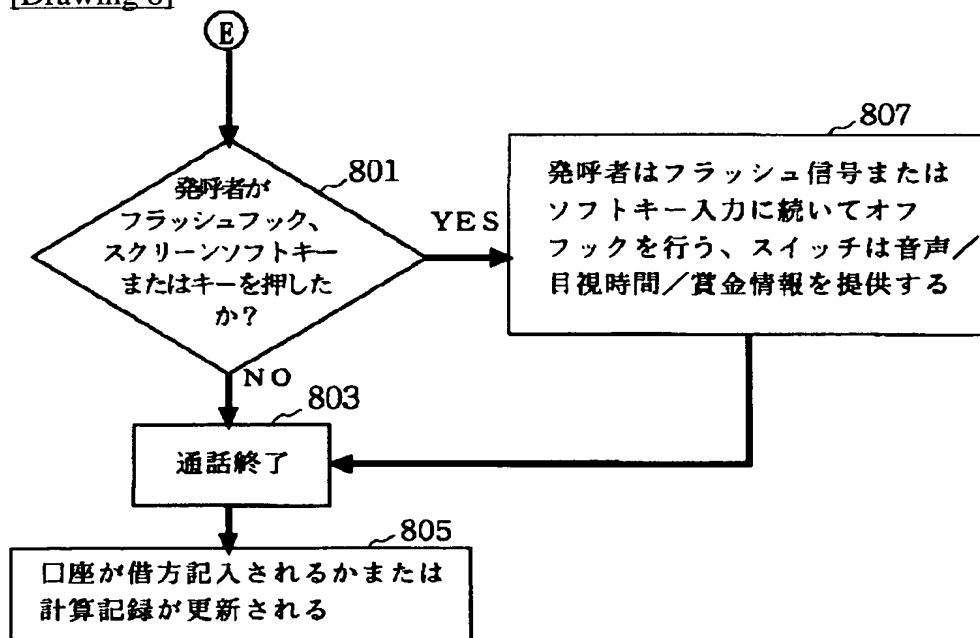 [Drawing 8]
E
発呼者が
フラッシュフック、
スクリーンソフトキー
またはキーを押した
か？
801
YES
807
発呼者はフラッシュ信号または
ソフトキー入力に続いてオフ
フックを行う、スイッチは音声／
目視時間／賞金情報を提供する
NO
803
通話終了
805
口座が借方記入されるかまたは
計算記録が更新される